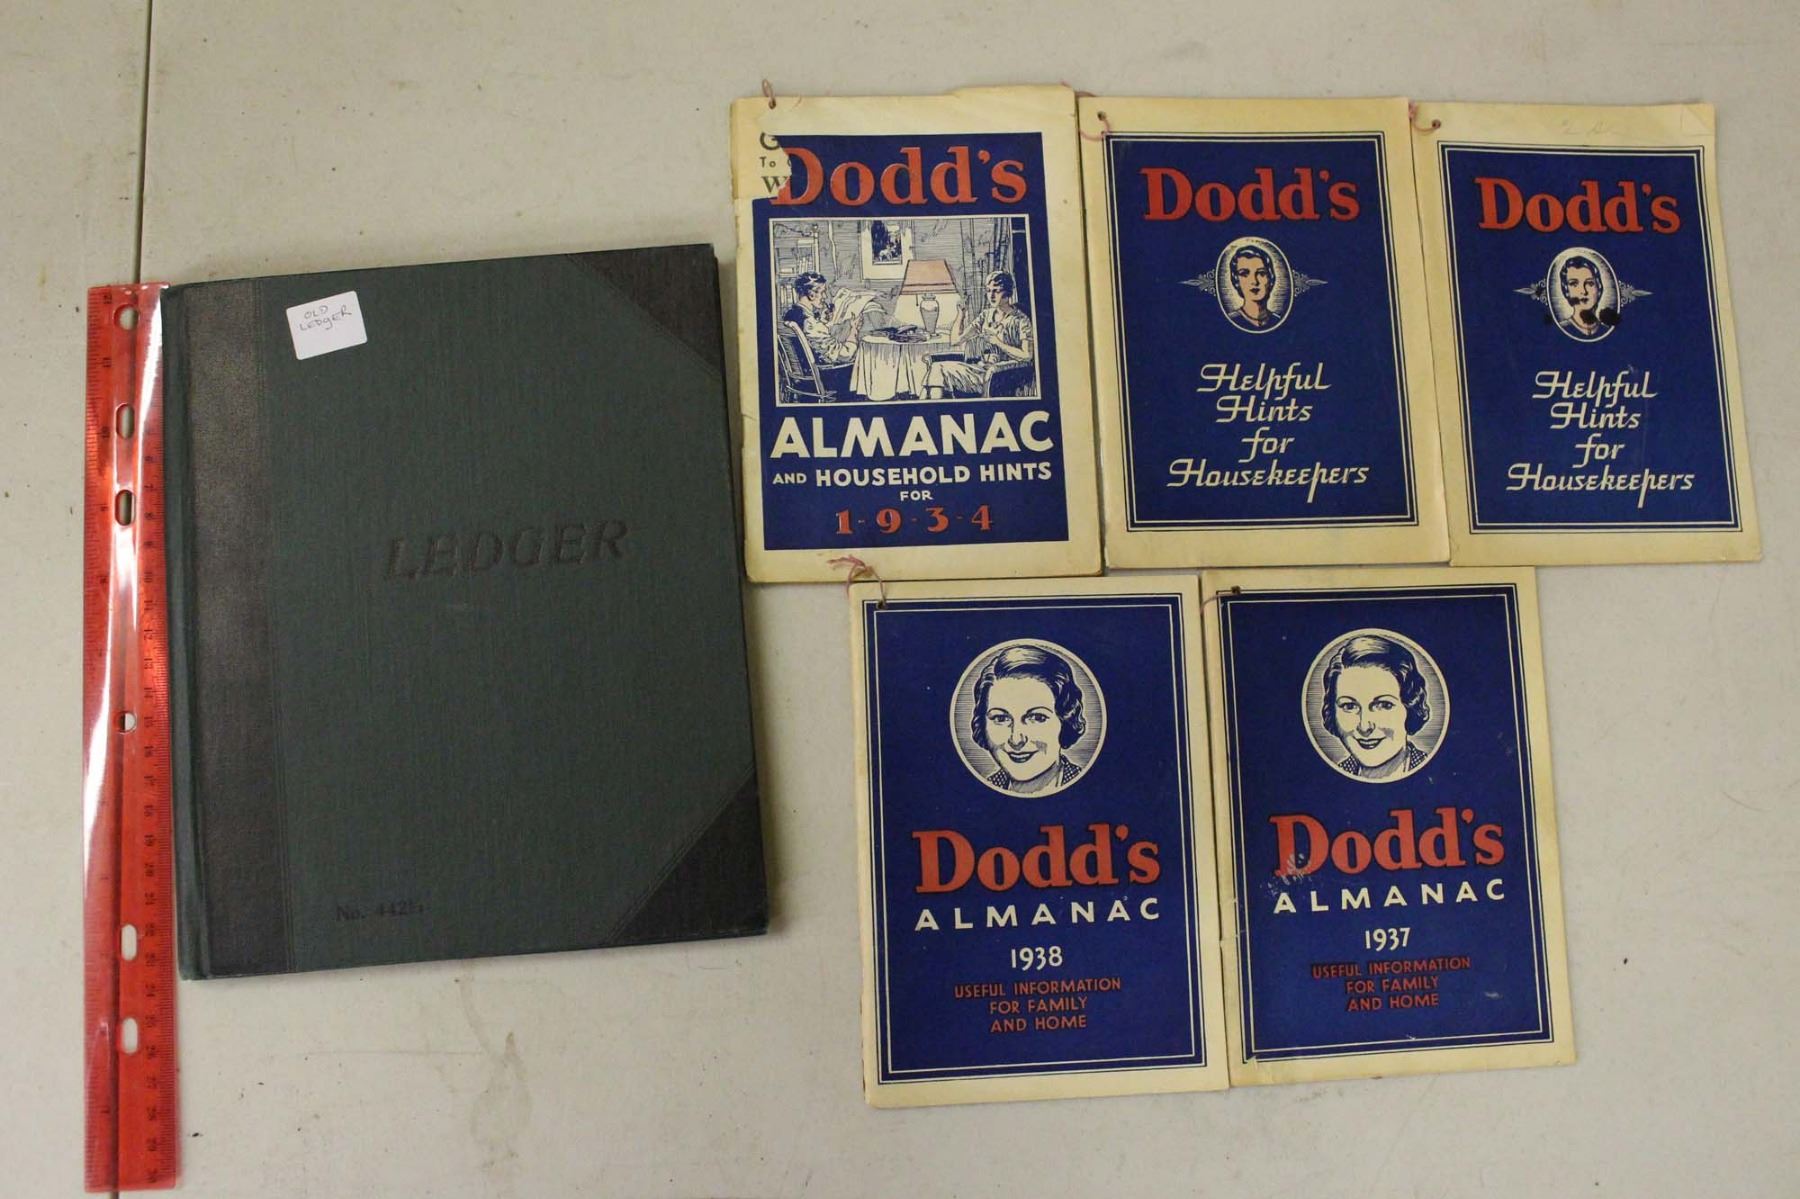 OLD
LEDGER
LEDGER
No.
G
To
W
Dodd's
ALMANAC
AND HOUSEHOLD HINTS
FOR
1-9-3-4
Dodd's
Helpful
Hints
for
Housekeepers
Dodd's
Helpful
Hints
for
Housekeepers
Dodd's
ALMANAC
1938
USEFUL INFORMATION
FOR FAMILY
AND HOME
Dodd's
ALMANAC
1937
USEFUL INFORMATION
FOR FAMILY
AND HOME